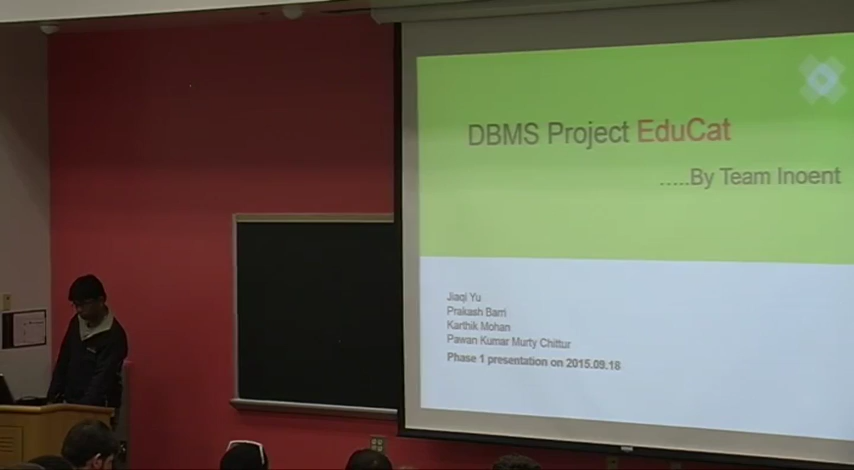 DBMS Project EduCat
.....By Team Inoent
Jiaqi Yu
Prakash Barri
Karthik Mohan
Pawan Kumar Murty Chittur
Phase 1 presentation on 2015.09.18